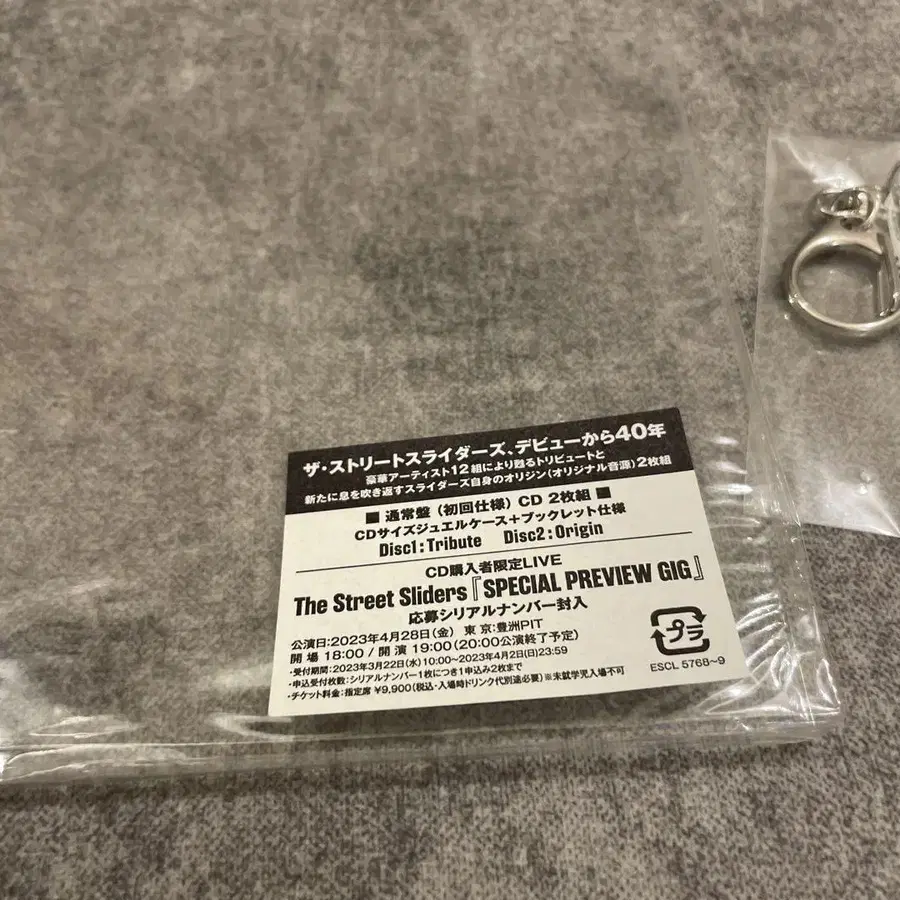 ザ・ストリートスライダーズ、デビューから40年
豪華アーティスト12組により甦るトリビュートと
新たに息を吹き返すスライダーズ自身のオリジン(オリジナル音源)2枚組
■ 通常盤(初回仕様) CD 2枚組 ■
CDサイズジュエルケース+ブックレット仕様
Disc1:Tribute Disc2:Origin
CD購入者限定LIVE
The Street Sliders『SPECIAL PREVIEW GIG』
応募シリアルナンバー封入
公演日:2023年4月28日(金) 東京:豊洲PIT
開場 18:00/開演 19:00(20:00公演終了予定)
・受付期間:2023年3月22日(水)10:00~2023年4月2日(日)23:59
・申込受付枚数:シリアルナンバー1枚につき1申込み2枚まで
・チケット料金:指定席 ¥9,900(税込・入場時ドリンク代別途必要)※未就学児入場不可
プラ
ESCL 5768~9